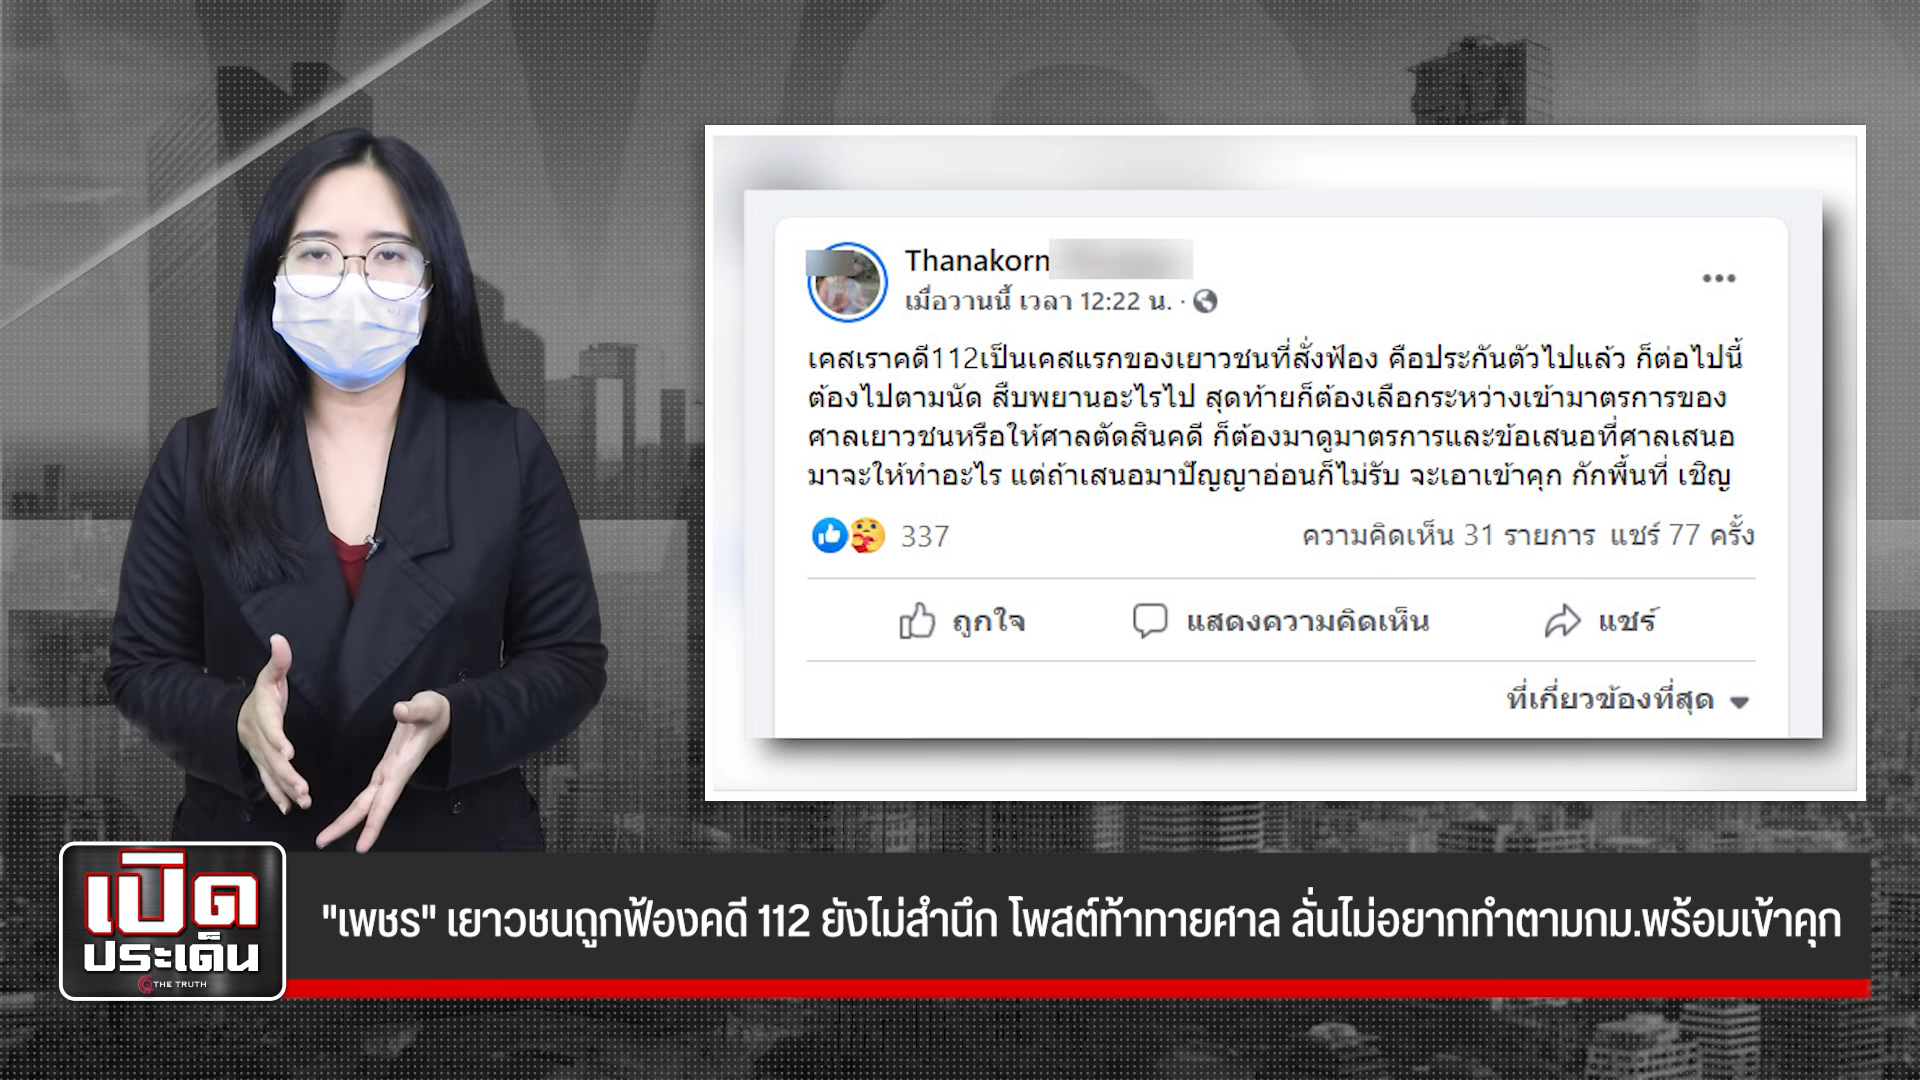 Thanakorn
เมื่อวานนี้ เวลา 12:22 น. ·
เคสเราคดี112เป็นเคสแรกของเยาวชนที่สั่งฟ้อง คือประกันตัวไปแล้ว ก็ต่อไปนี้
ต้องไปตามนัด สืบพยานอะไรไป สุดท้ายก็ต้องเลือกระหว่างเข้ามาตรการของ
ศาลเยาวชนหรือให้ศาลตัดสินคดี ก็ต้องมาดูมาตรการและข้อเสนอที่ศาลเสนอ
มาจะให้ทำอะไร แต่ถ้าเสนอมาปัญญาอ่อนก็ไม่รับ จะเอาเข้าคุก กักพื้นที่ เชิญ
337 ความคิดเห็น 31 รายการ แชร์ 77 ครั้ง
ถูกใจ แสดงความคิดเห็น แชร์
ที่เกี่ยวข้องที่สุด
เปิด
ประเด็น
THE TRUTH
"เพชร" เยาวชนถูกฟ้องคดี 112 ยังไม่สำนึก โพสต์ท้าทายศาล ลั่นไม่อยากทำตามกม.พร้อมเข้าคุก